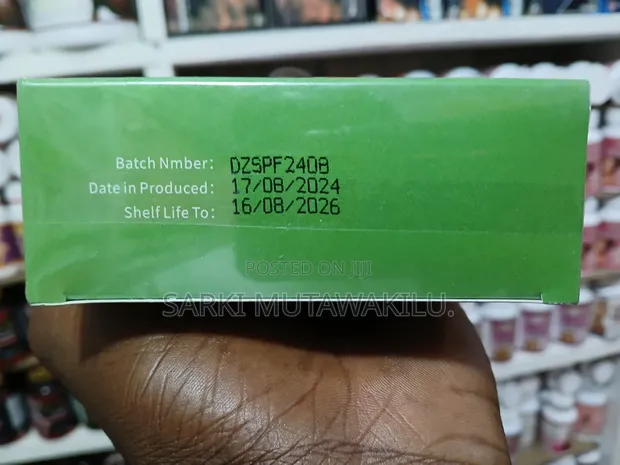 Batch Nmber: DZSPF2408
Date in Produced: 17/08/2024
Shelf Life To: 16/08/2026
POSTED ON JIJI
SARKI MUTAWAKILU.